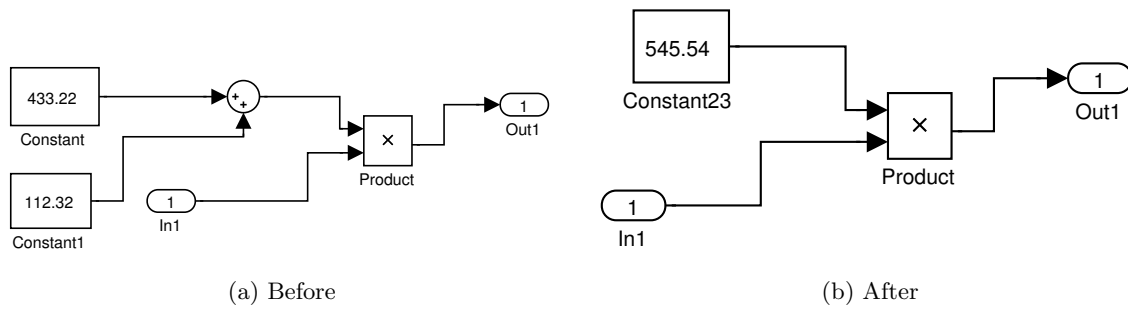 433.22
Constant
112.32
Constant1
+
+
1
In1
×
Product
1
Out1
(a) Before
545.54
Constant23
1
In1
×
Product
1
Out1
(b) After